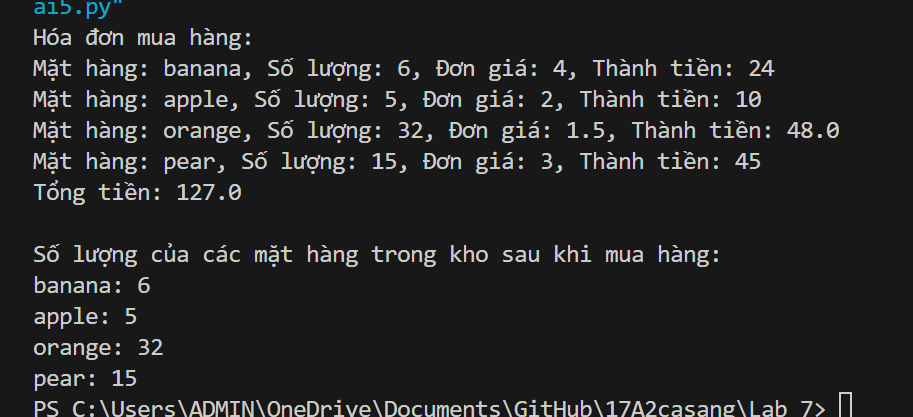 ai5.py"
Hóa đơn mua hàng:
Mặt hàng: banana, Số lượng: 6, Đơn giá: 4, Thành tiền: 24
Mặt hàng: apple, Số lượng: 5, Đơn giá: 2, Thành tiền: 10
Mặt hàng: orange, Số lượng: 32, Đơn giá: 1.5, Thành tiền: 48.0
Mặt hàng: pear, Số lượng: 15, Đơn giá: 3, Thành tiền: 45
Tổng tiền: 127.0
Số lượng của các mặt hàng trong kho sau khi mua hàng:
banana: 6
apple: 5
orange: 32
pear: 15
PS C:\Users\ADMIN\OneDrive\Documents\GitHub\17A2casang\Lab 7>